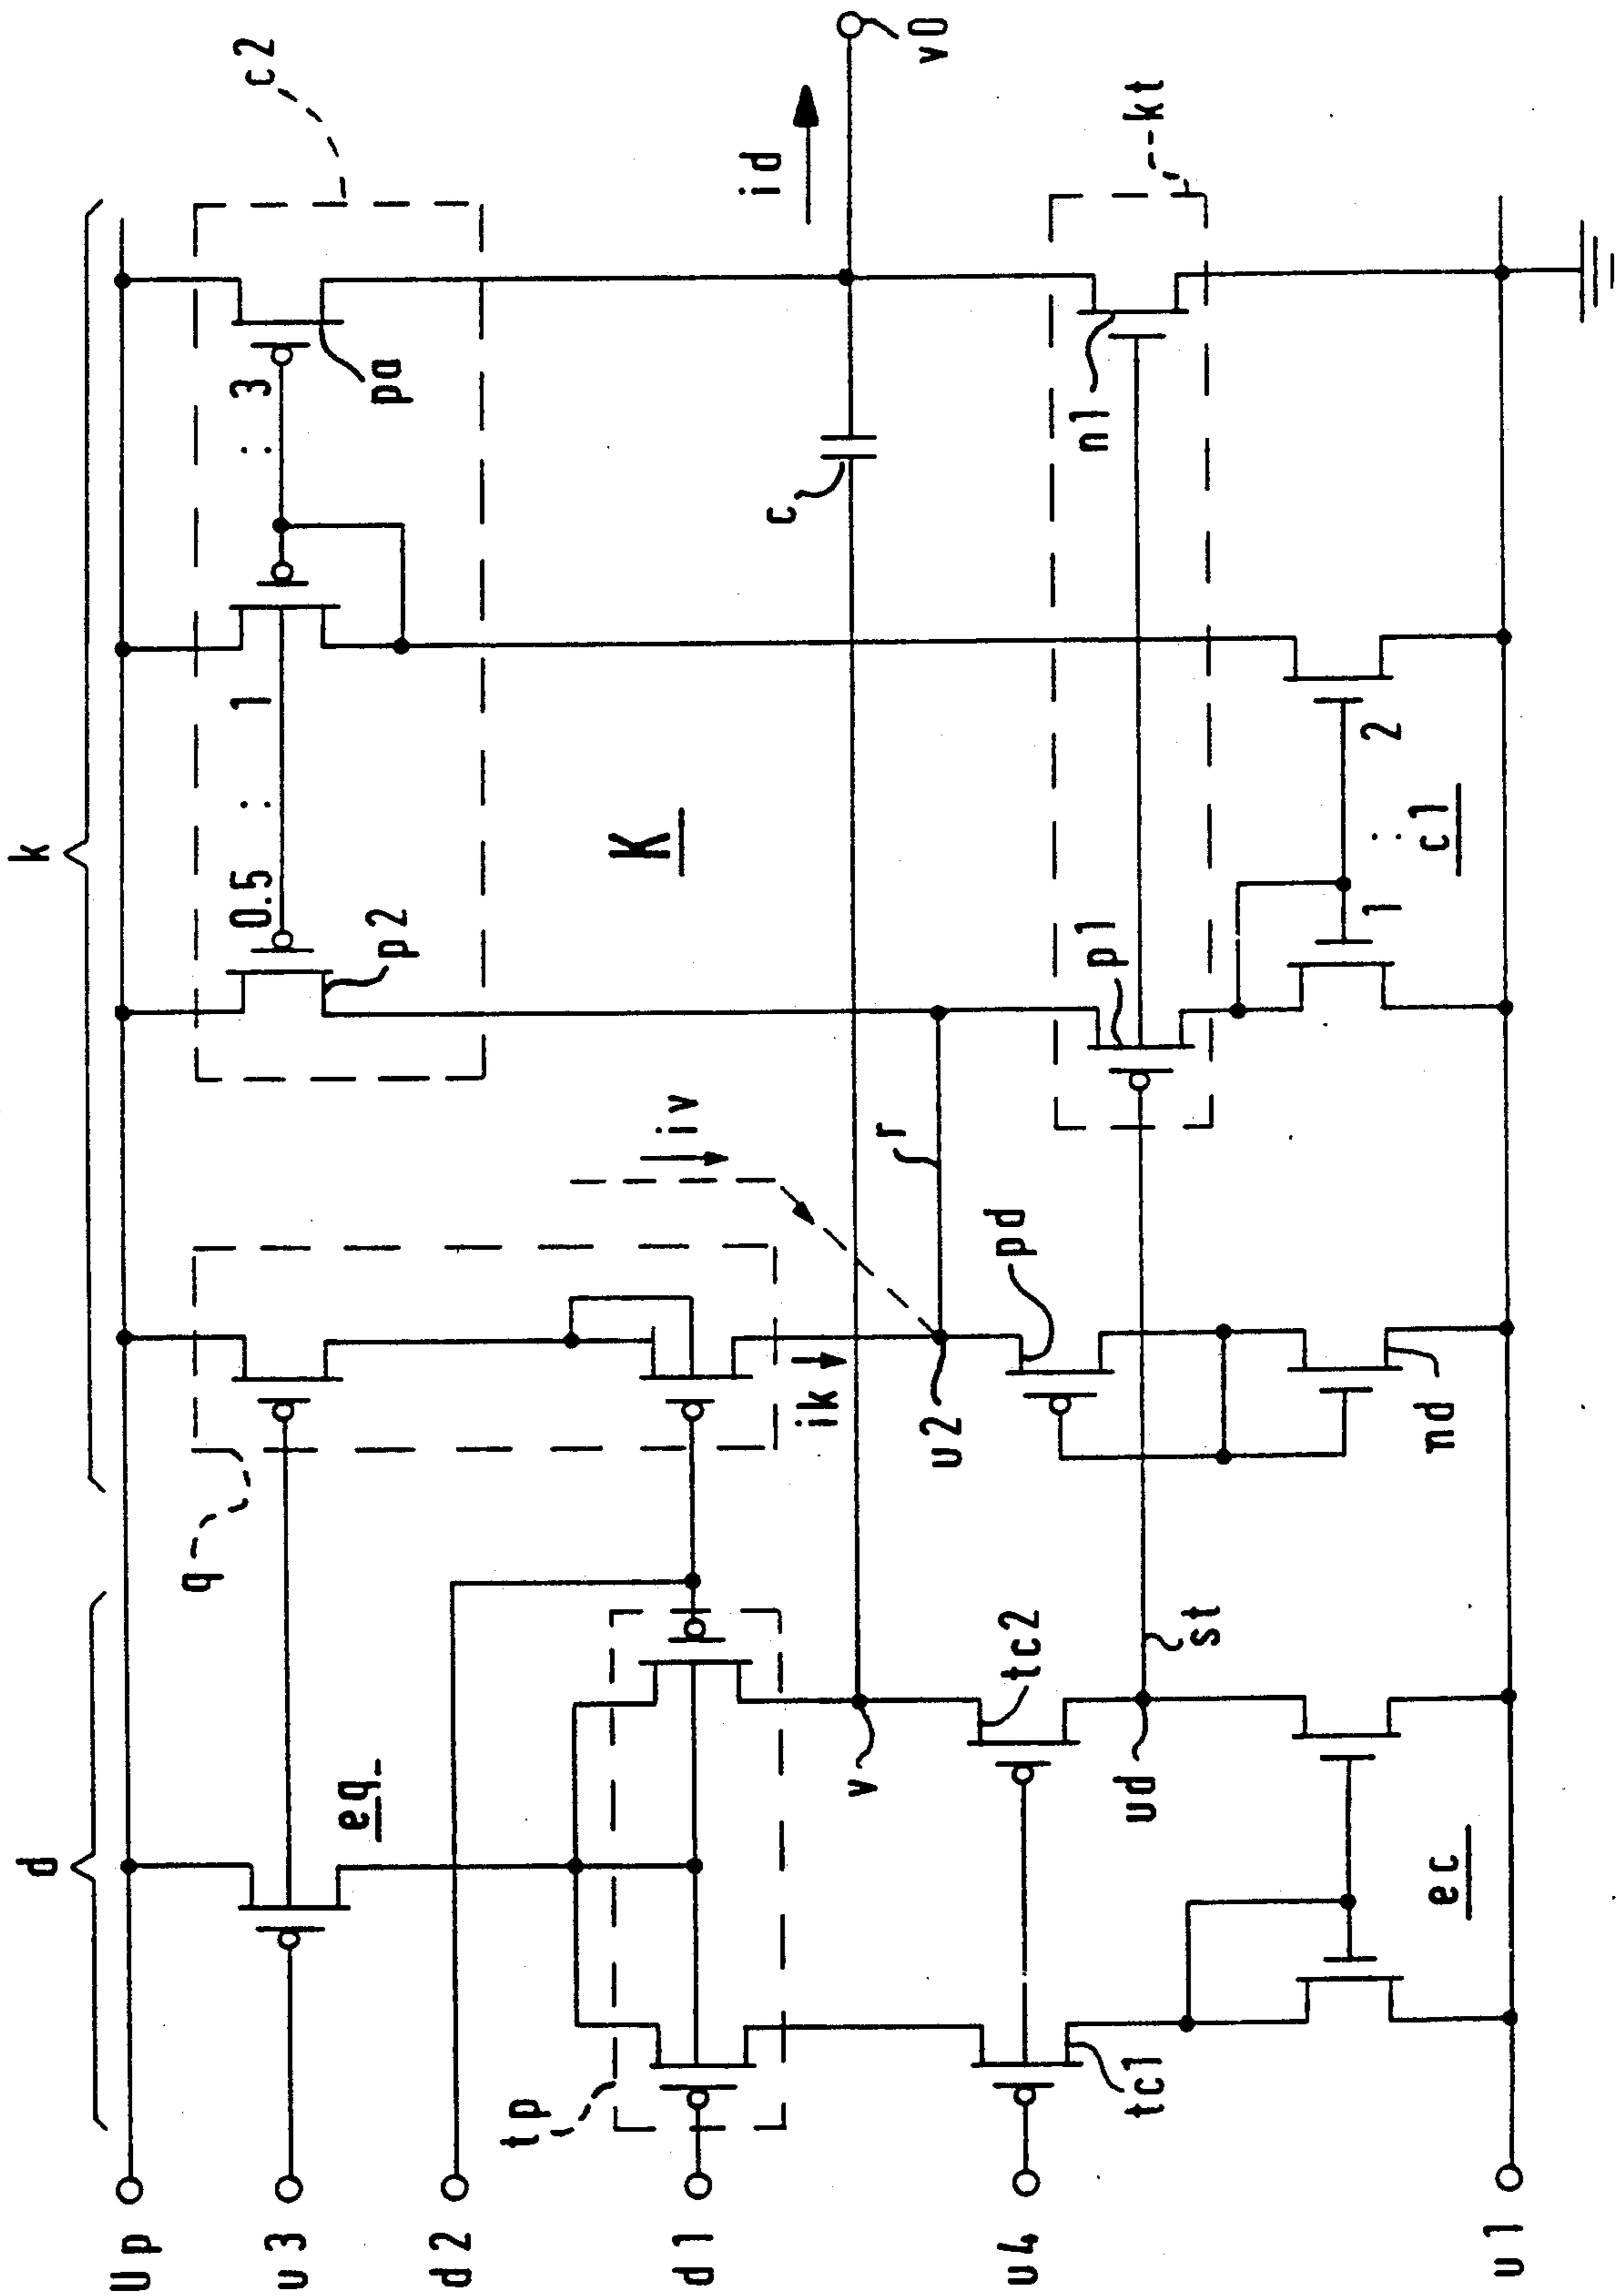 d
k
Up
u3
d2
d1
u4
u1
eq
tp
q
ik
iv
r
u2
v
tc2
tc1
ud
st
ec
pd
nd
K
0.5 : 1 : 3
p2
pa
c2
c
id
v0
p1
n1
kt
1 : 2
c1